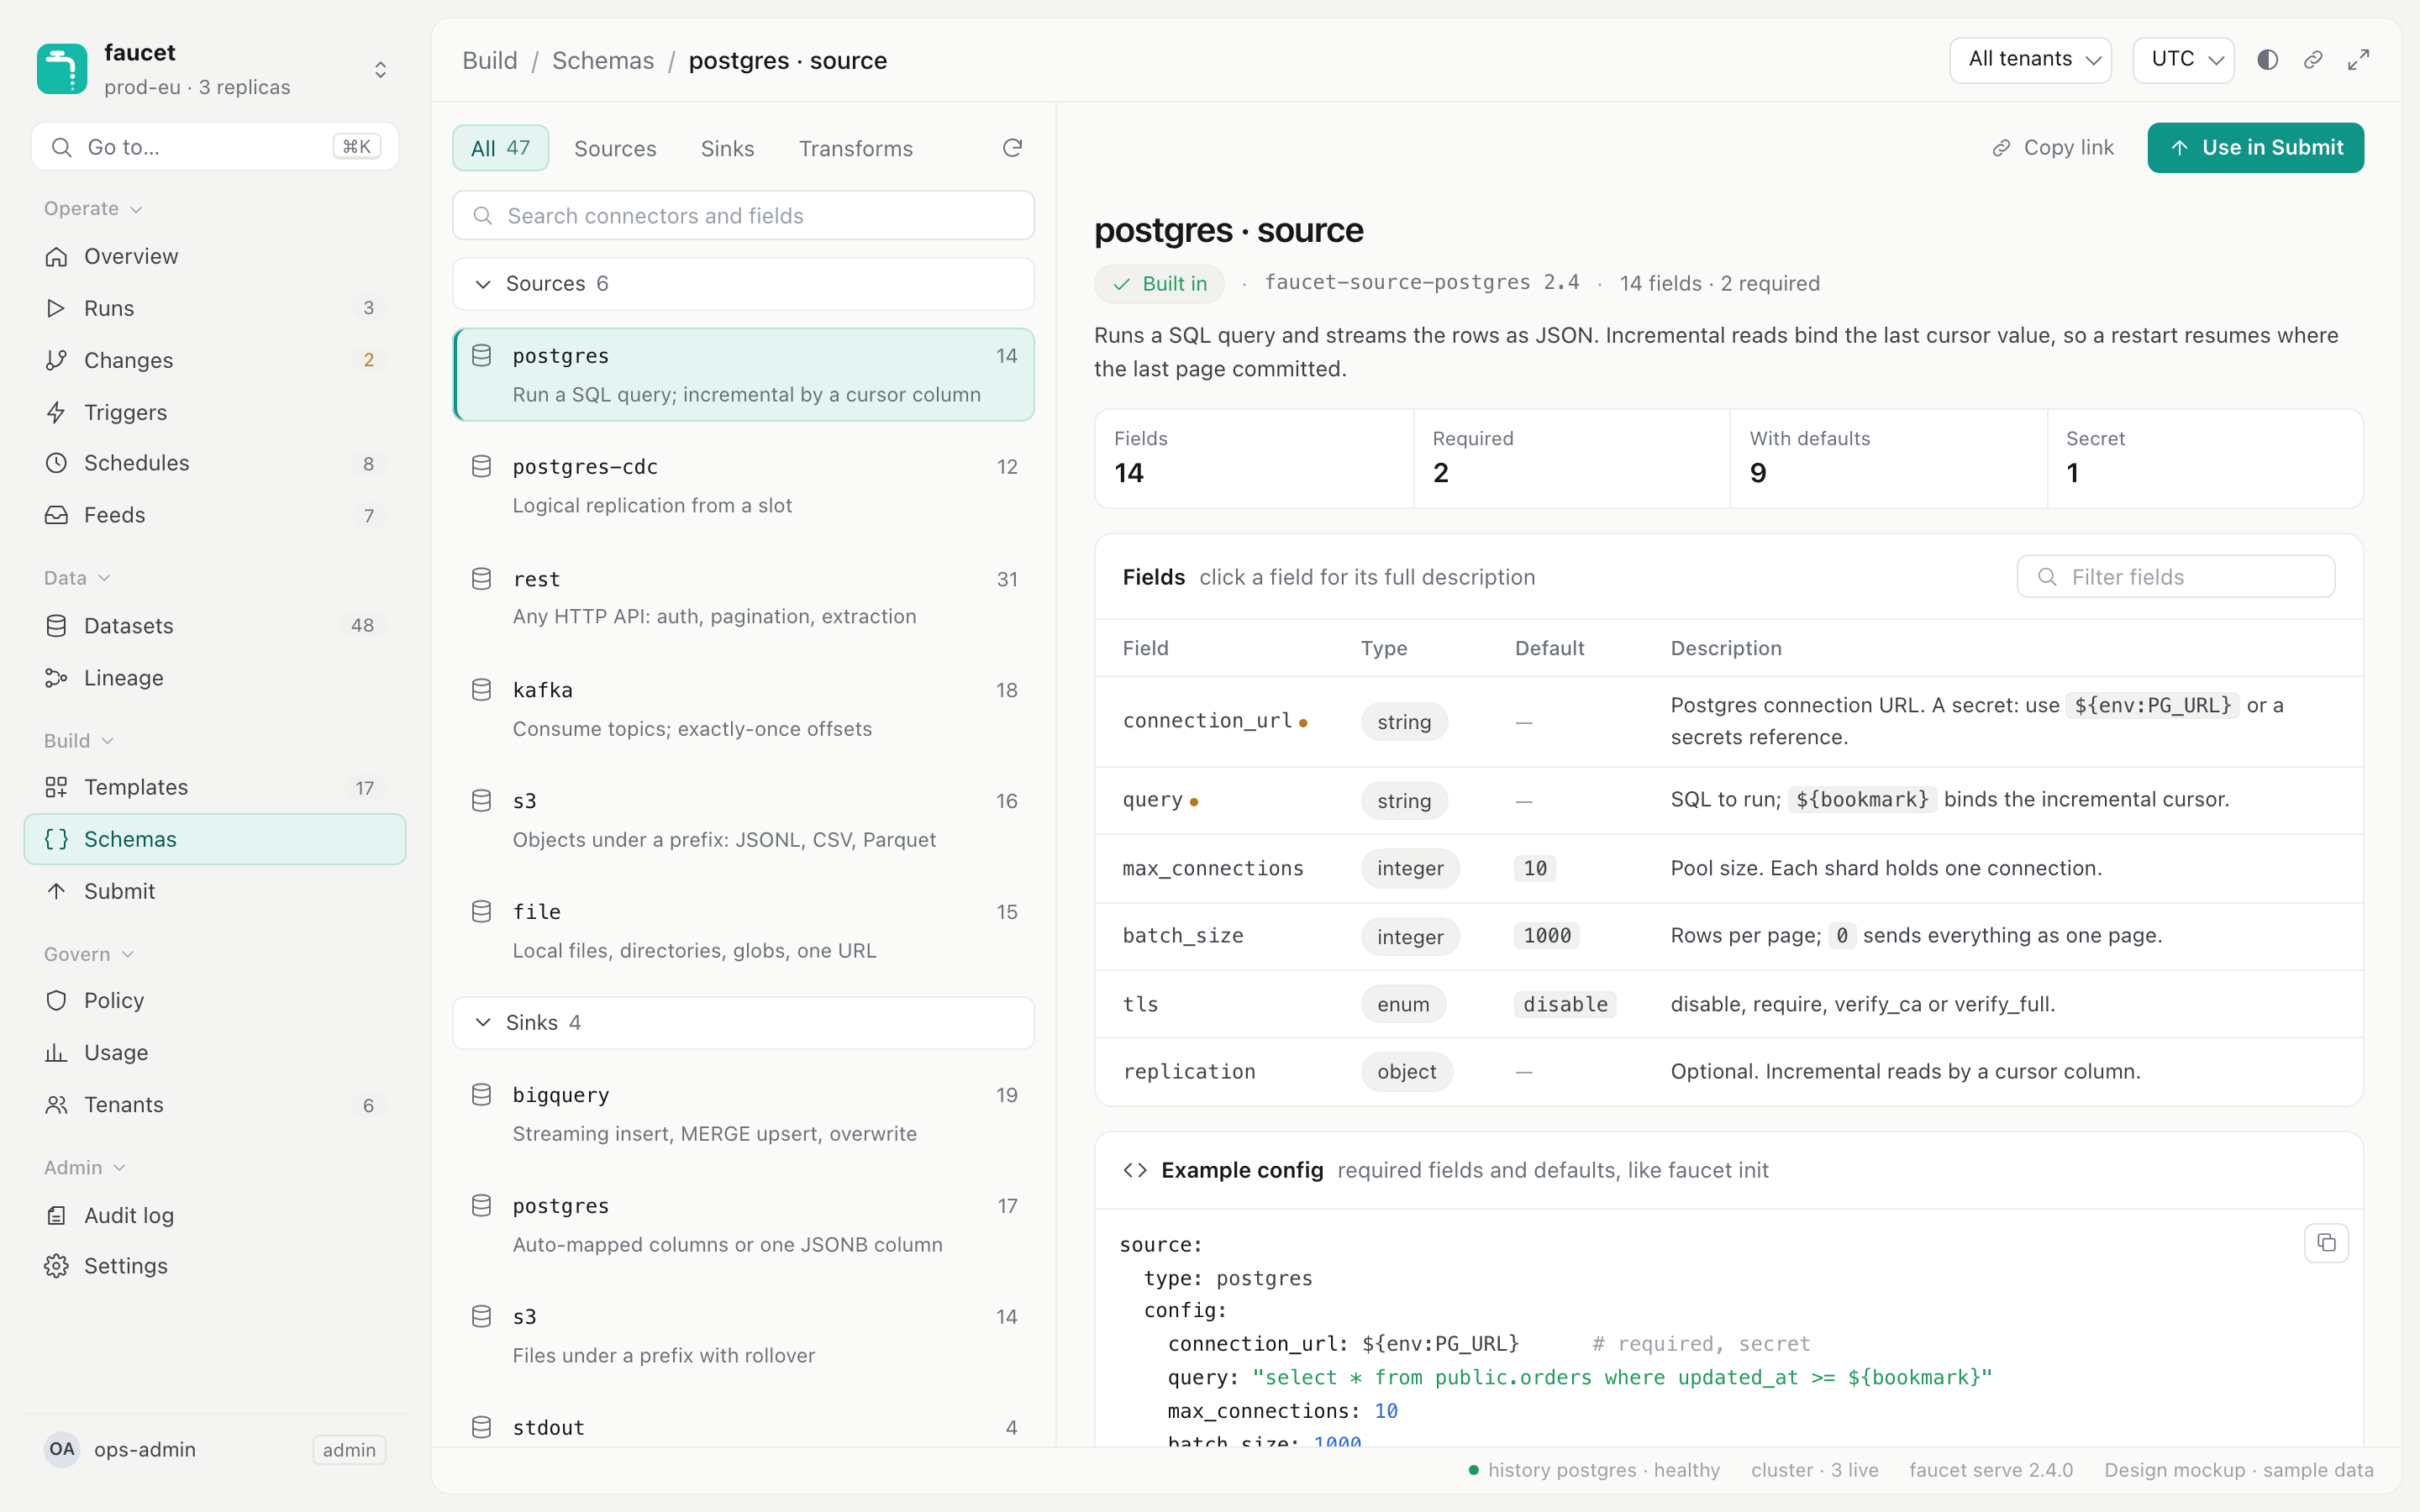 faucet
prod-eu · 3 replicas
Go to...
⌘K
Operate
Overview
Runs 3
Changes 2
Triggers
Schedules 8
Feeds 7
Data
Datasets 48
Lineage
Build
Templates 17
Schemas
Submit
Govern
Policy
Usage
Tenants 6
Admin
Audit log
Settings
OA ops-admin admin
Build / Schemas / postgres · source
All tenants
UTC
All 47
Sources
Sinks
Transforms
Search connectors and fields
Sources 6
postgres 14
Run a SQL query; incremental by a cursor column
postgres-cdc 12
Logical replication from a slot
rest 31
Any HTTP API: auth, pagination, extraction
kafka 18
Consume topics; exactly-once offsets
s3 16
Objects under a prefix: JSONL, CSV, Parquet
file 15
Local files, directories, globs, one URL
Sinks 4
bigquery 19
Streaming insert, MERGE upsert, overwrite
postgres 17
Auto-mapped columns or one JSONB column
s3 14
Files under a prefix with rollover
stdout 4
Copy link
Use in Submit
postgres · source
Built in · faucet-source-postgres 2.4 · 14 fields · 2 required
Runs a SQL query and streams the rows as JSON. Incremental reads bind the last cursor value, so a restart resumes where
the last page committed.
Fields
14
Required
2
With defaults
9
Secret
1
Fields click a field for its full description
Filter fields
Field Type Default Description
connection_url string — Postgres connection URL. A secret: use ${env:PG_URL} or a
secrets reference.
query string — SQL to run; ${bookmark} binds the incremental cursor.
max_connections integer 10 Pool size. Each shard holds one connection.
batch_size integer 1000 Rows per page; 0 sends everything as one page.
tls enum disable disable, require, verify_ca or verify_full.
replication object — Optional. Incremental reads by a cursor column.
Example config required fields and defaults, like faucet init
source:
type: postgres
config:
connection_url: ${env:PG_URL} # required, secret
query: "select * from public.orders where updated_at >= ${bookmark}"
max_connections: 10
batch_size: 1000
history postgres · healthy
cluster · 3 live
faucet serve 2.4.0
Design mockup · sample data